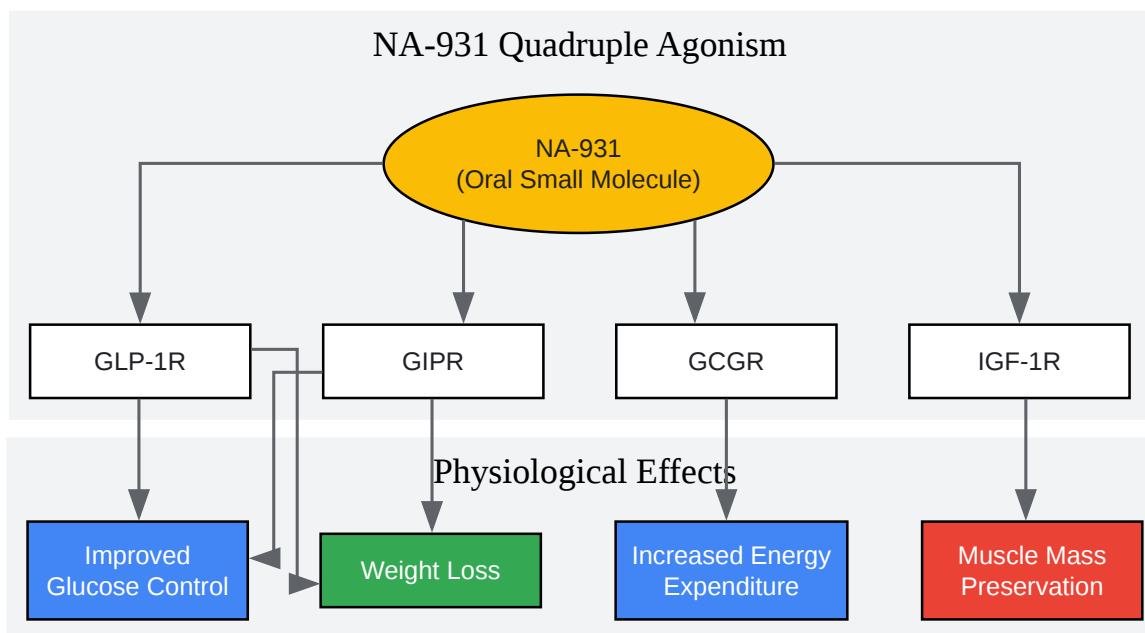 NA-931 Quadruple Agonism
NA-931
(Oral Small Molecule)
GLP-1R
GIPR
GCGR
IGF-1R
Physiological Effects
Improved
Glucose Control
Weight Loss
Increased Energy
Expenditure
Muscle Mass
Preservation